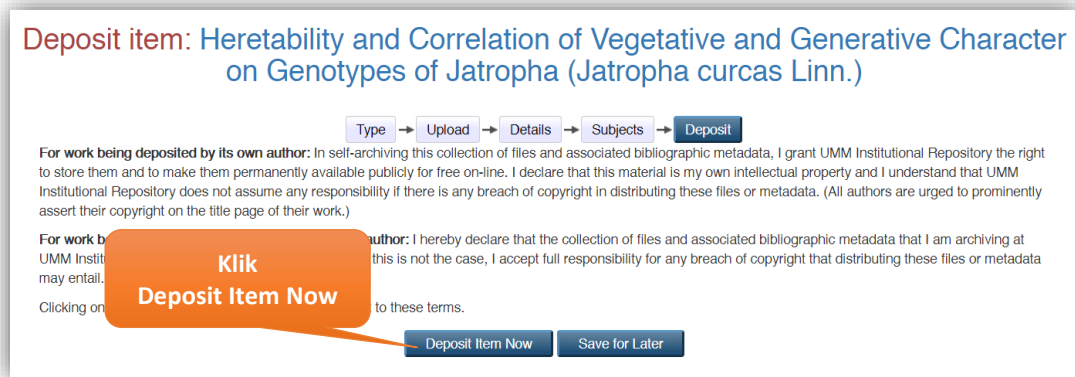 Deposit item: Heretability and Correlation of Vegetative and Generative Character
on Genotypes of Jatropha (Jatropha curcas Linn.)
Type → Upload → Details → Subjects → Deposit
For work being deposited by its own author: In self-archiving this collection of files and associated bibliographic metadata, I grant UMM Institutional Repository the right
to store them and to make them permanently available publicly for free on-line. I declare that this material is my own intellectual property and I understand that UMM
Institutional Repository does not assume any responsibility if there is any breach of copyright in distributing these files or metadata. (All authors are urged to prominently
assert their copyright on the title page of their work.)
For work b uthor: I hereby declare that the collection of files and associated bibliographic metadata that I am archiving at
UMM Instit this is not the case, I accept full responsibility for any breach of copyright that distributing these files or metadata
may entail.
Clicking on to these terms.
Klik
Deposit Item Now
Deposit Item Now Save for Later